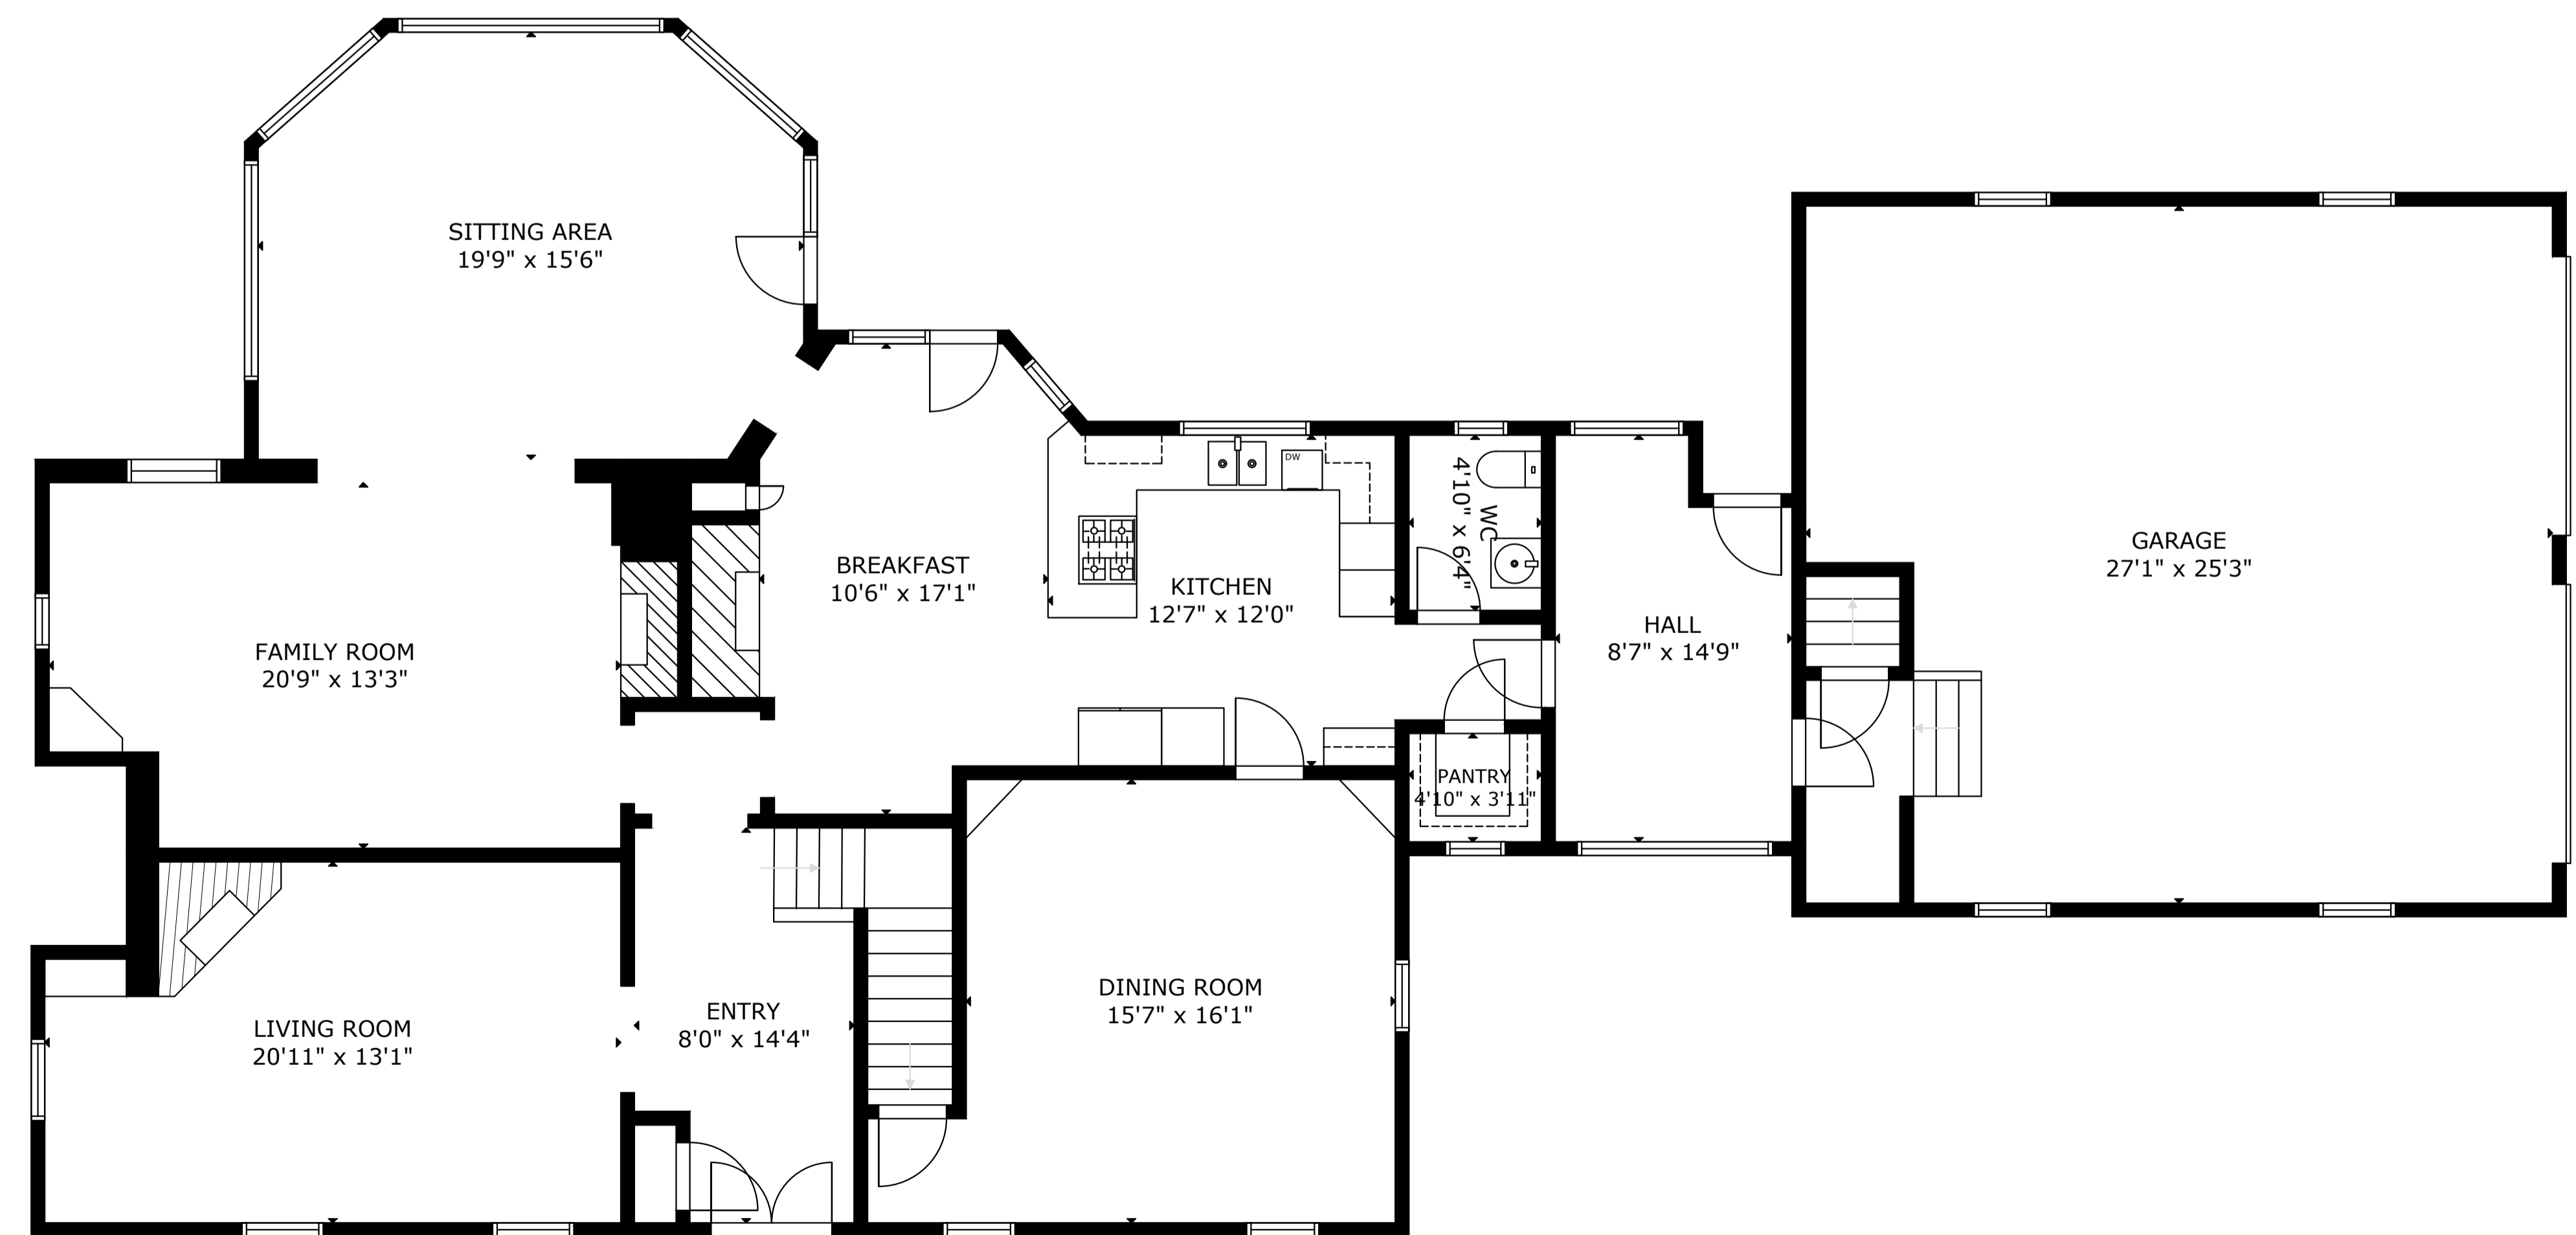 SITTING AREA
19'9" x 15'6"
DW
WC
4'10" x 6'4"
BREAKFAST
10'6" x 17'1"
KITCHEN
12'7" x 12'0"
GARAGE
27'1" x 25'3"
HALL
8'7" x 14'9"
FAMILY ROOM
20'9" x 13'3"
PANTRY
4'10" x 3'11"
DINING ROOM
15'7" x 16'1"
ENTRY
8'0" x 14'4"
LIVING ROOM
20'11" x 13'1"